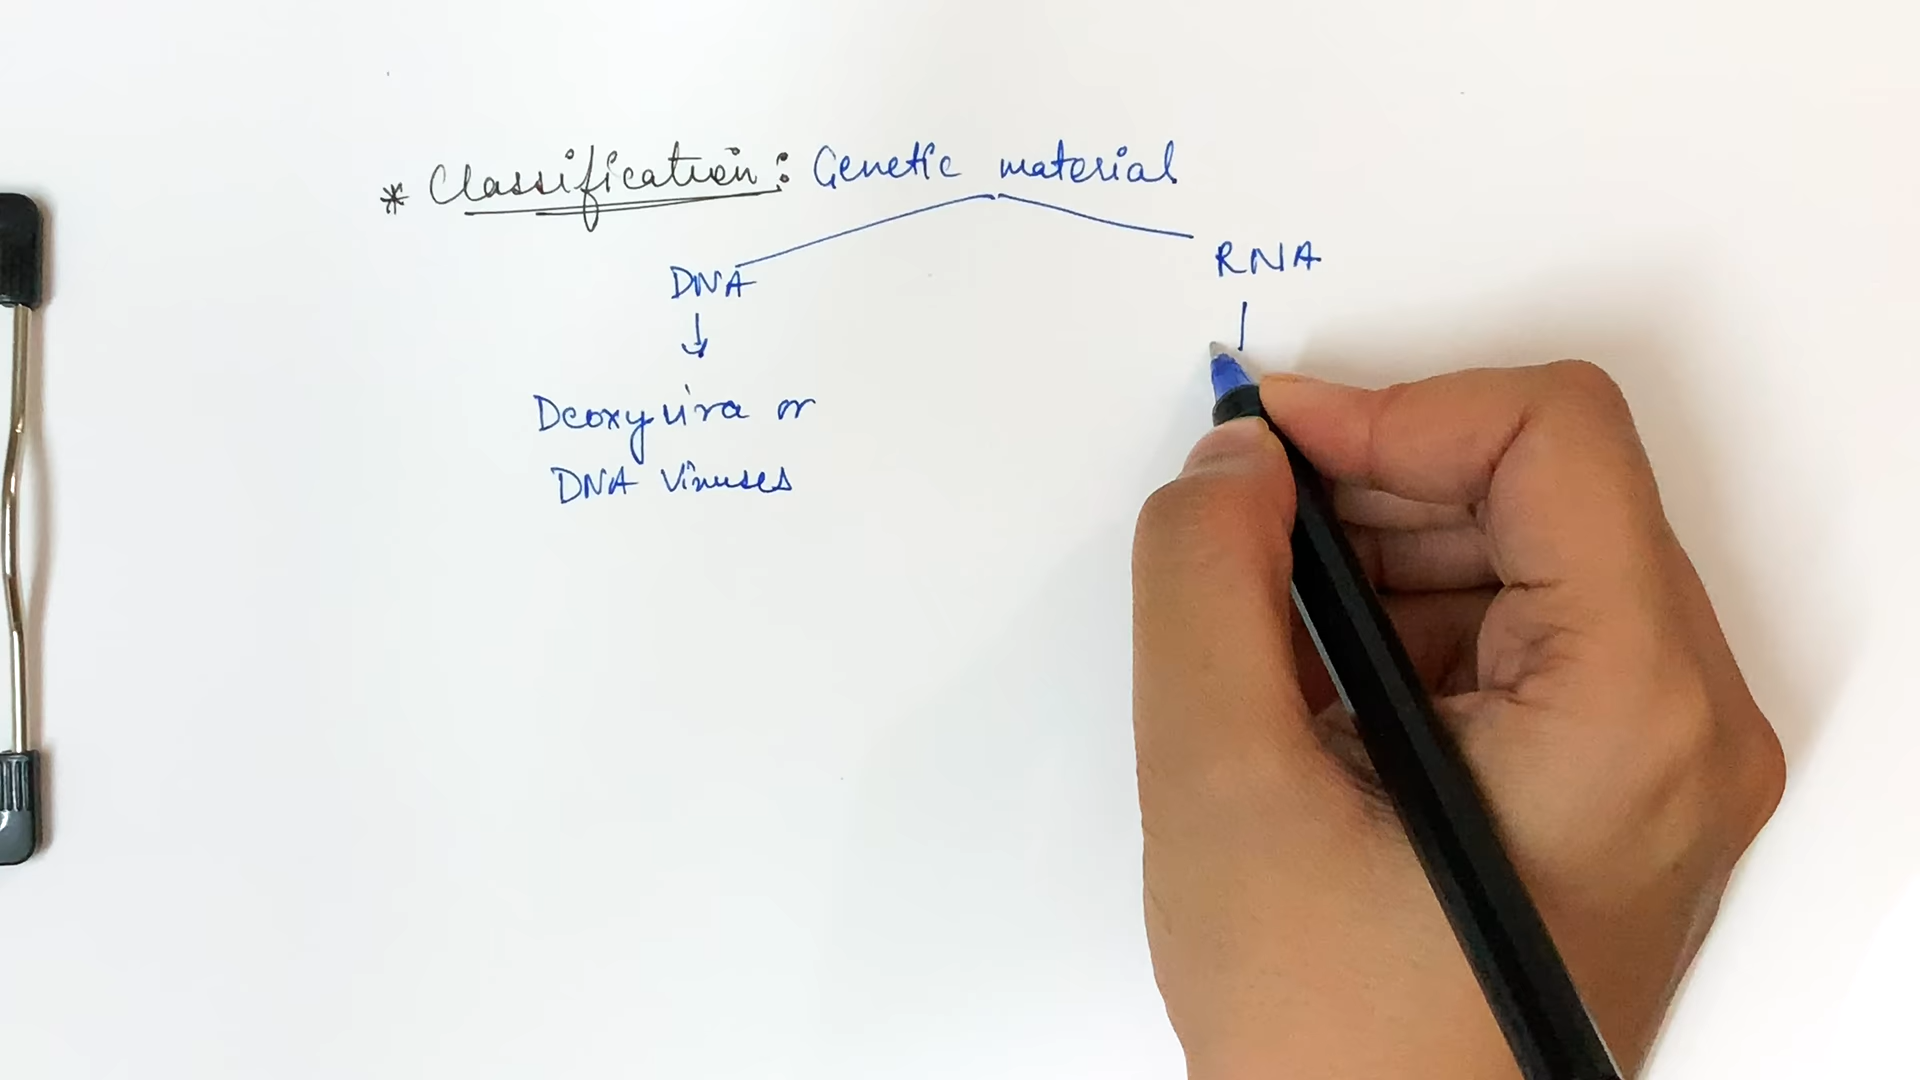 * Classification: Genetic material
DNA
RNA
Deoxyvira or
DNA Viruses